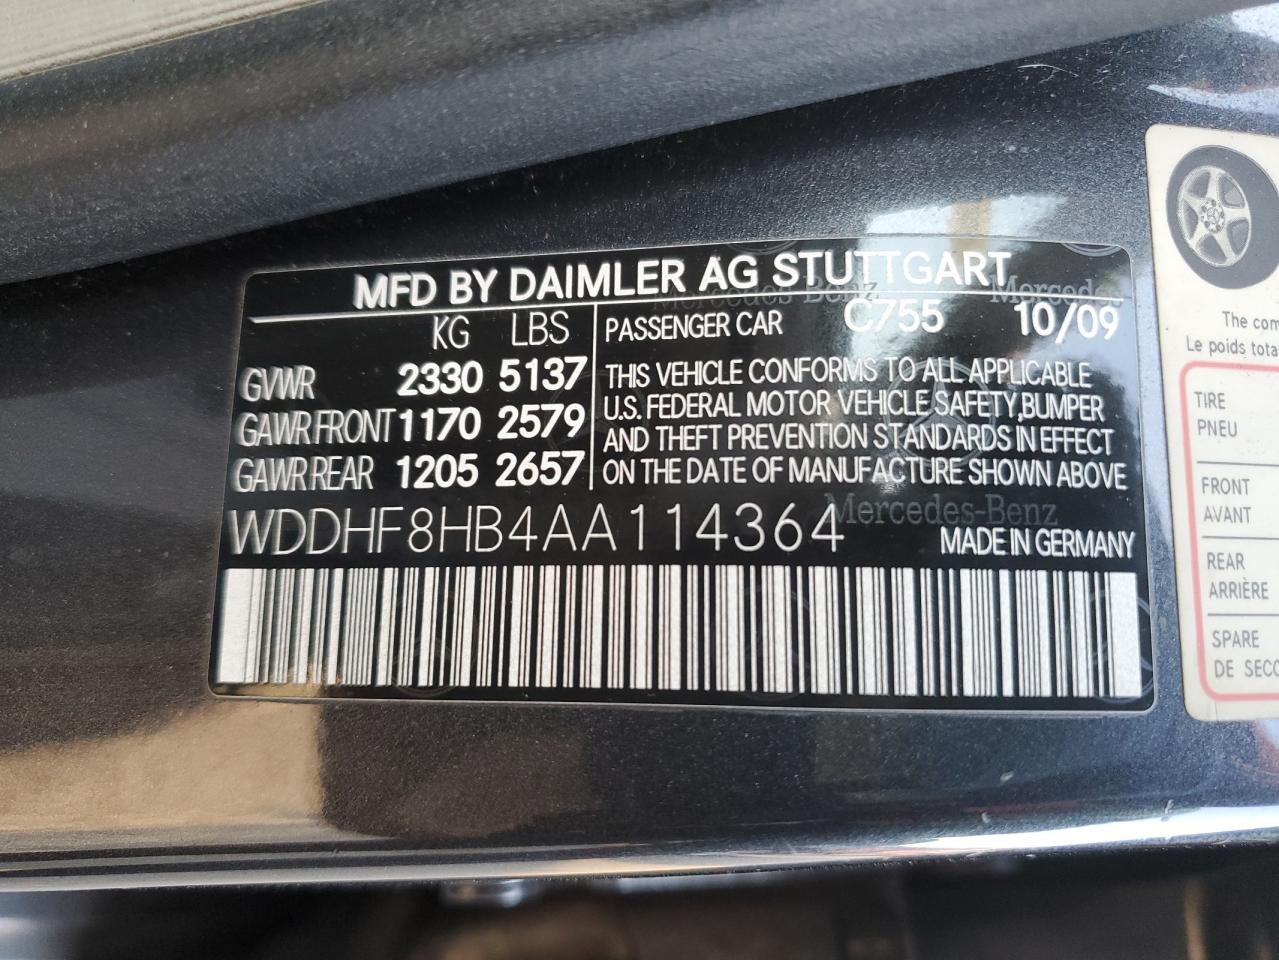 MFD BY DAIMLER AG STUTTGART
Mercedes-Benz
Mercedes
KG LBS
GVWR 2330 5137
GAWR FRONT 1170 2579
GAWR REAR 1205 2657
PASSENGER CAR C755 10/09
THIS VEHICLE CONFORMS TO ALL APPLICABLE
U.S. FEDERAL MOTOR VEHICLE SAFETY, BUMPER
AND THEFT PREVENTION STANDARDS IN EFFECT
ON THE DATE OF MANUFACTURE SHOWN ABOVE
WDDHF8HB4AA114364
Mercedes-Benz
MADE IN GERMANY
The com
Le poids tota
TIRE
PNEU
FRONT
AVANT
REAR
ARRIÈRE
SPARE
DE SECO